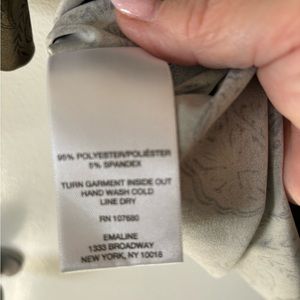 95% POLYESTER/POLIÉSTER
5% SPANDEX
TURN GARMENT INSIDE OUT
HAND WASH COLD
LINE DRY
RN 107680
EMALINE
1333 BROADWAY
NEW YORK, NY 10018